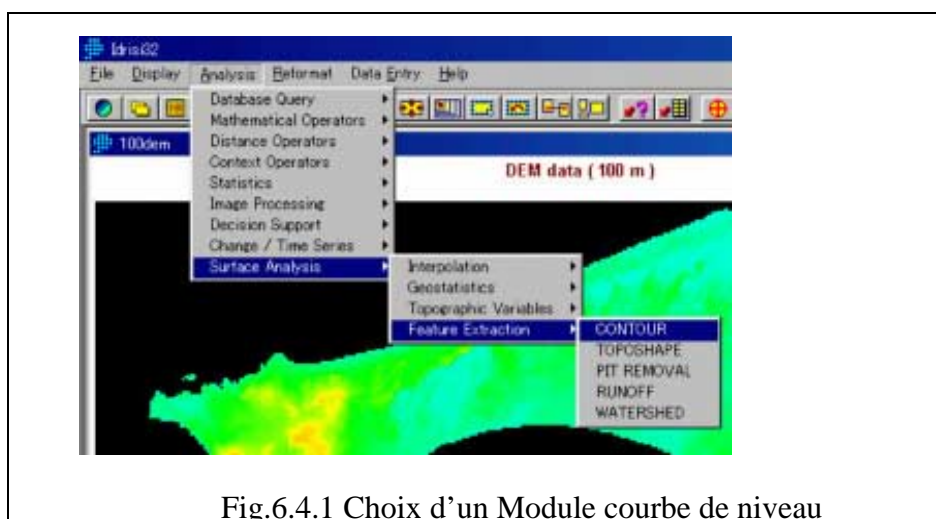 Idrisi32
File Display Analysis Reformat Data Entry Help
Database Query
Mathematical Operators
100dem
Distance Operators
Context Operators
DEM data ( 100 m )
Statistics
Image Processing
Decision Support
Change / Time Series
Surface Analysis
Interpolation
Geostatistics
Topographic Variables
Feature Extraction
CONTOUR
TOPOSHAPE
PIT REMOVAL
RUNOFF
WATERSHED
Fig.6.4.1 Choix d'un Module courbe de niveau